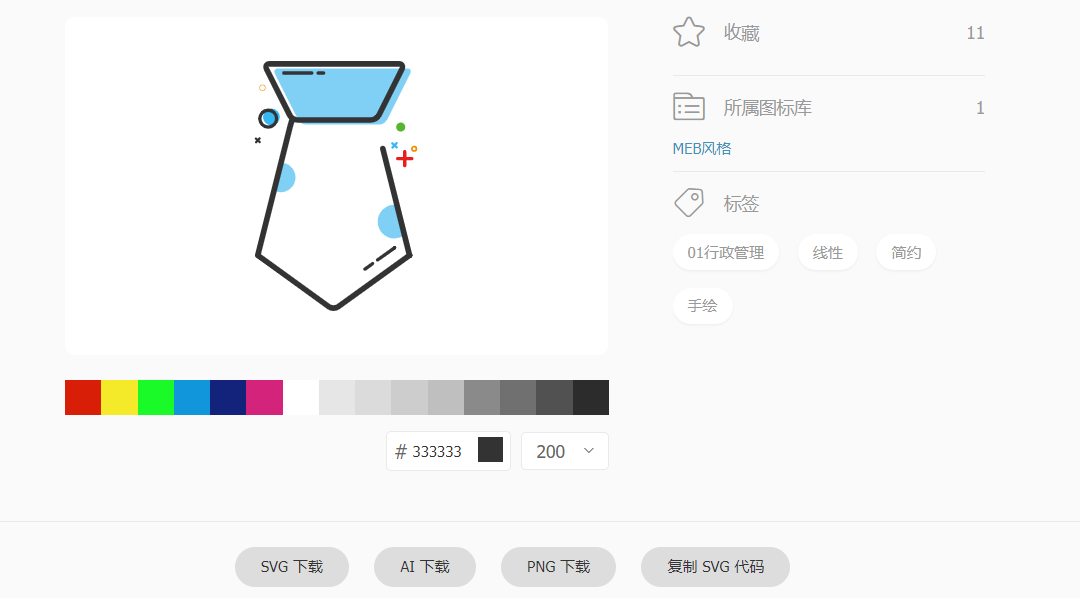 收藏 11
所属图标库 1
MEB风格
标签
01行政管理 线性 简约
手绘
# 333333 200
SVG 下载 AI 下载 PNG 下载 复制 SVG 代码